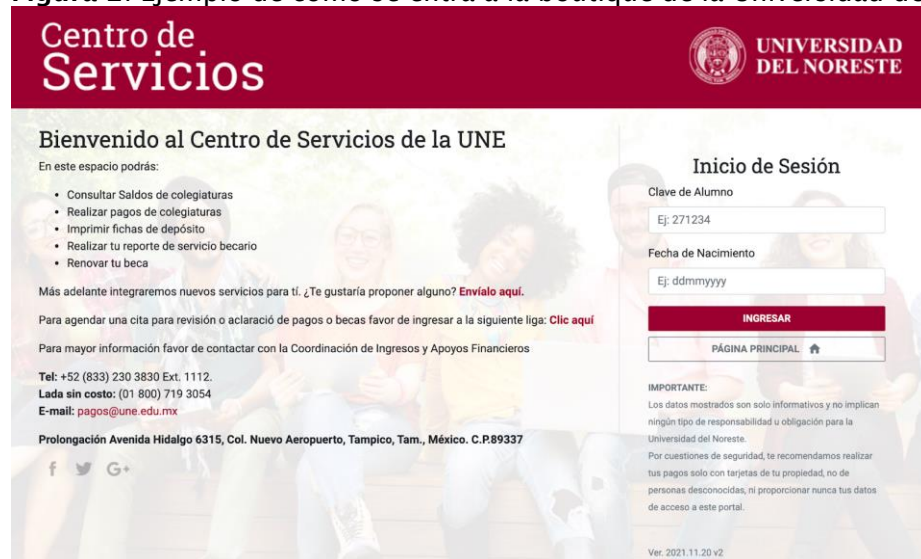 Centro de
Servicios
UNIVERSIDAD
DEL NORESTE
Bienvenido al Centro de Servicios de la UNE
En este espacio podrás:
• Consultar Saldos de colegiaturas
• Realizar pagos de colegiaturas
• Imprimir fichas de depósito
• Realizar tu reporte de servicio becario
• Renovar tu beca
Más adelante integraremos nuevos servicios para tí. ¿Te gustaría proponer alguno? Envíalo aquí.
Para agendar una cita para revisión o aclaració de pagos o becas favor de ingresar a la siguiente liga: Clic aquí
Para mayor información favor de contactar con la Coordinación de Ingresos y Apoyos Financieros
Tel: +52 (833) 230 3830 Ext. 1112.
Lada sin costo: (01 800) 719 3054
E-mail: pagos@une.edu.mx
Prolongación Avenida Hidalgo 6315, Col. Nuevo Aeropuerto, Tampico, Tam., México. C.P.89337
f G+
Inicio de Sesión
Clave de Alumno
Ej: 271234
Fecha de Nacimiento
Ej: ddmmyyyy
INGRESAR
PÁGINA PRINCIPAL
IMPORTANTE:
Los datos mostrados son solo informativos y no implican
ningún tipo de responsabilidad u obligación para la
Universidad del Noreste.
Por cuestiones de seguridad, te recomendamos realizar
tus pagos solo con tarjetas de tu propiedad, no de
personas desconocidas, ni proporcionar nunca tus datos
de acceso a este portal.
Ver. 2021.11.20 v2